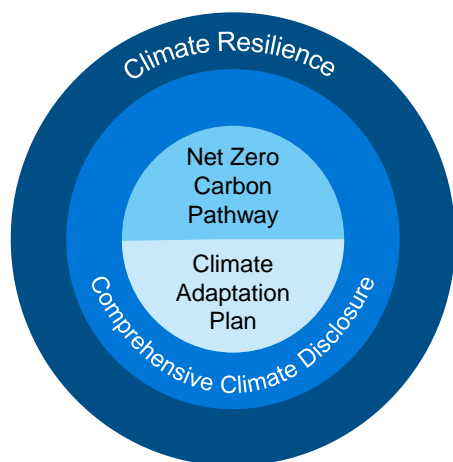 Climate Resilience
Net Zero
Carbon
Pathway
Climate
Adaptation
Plan
Comprehensive Climate Disclosure